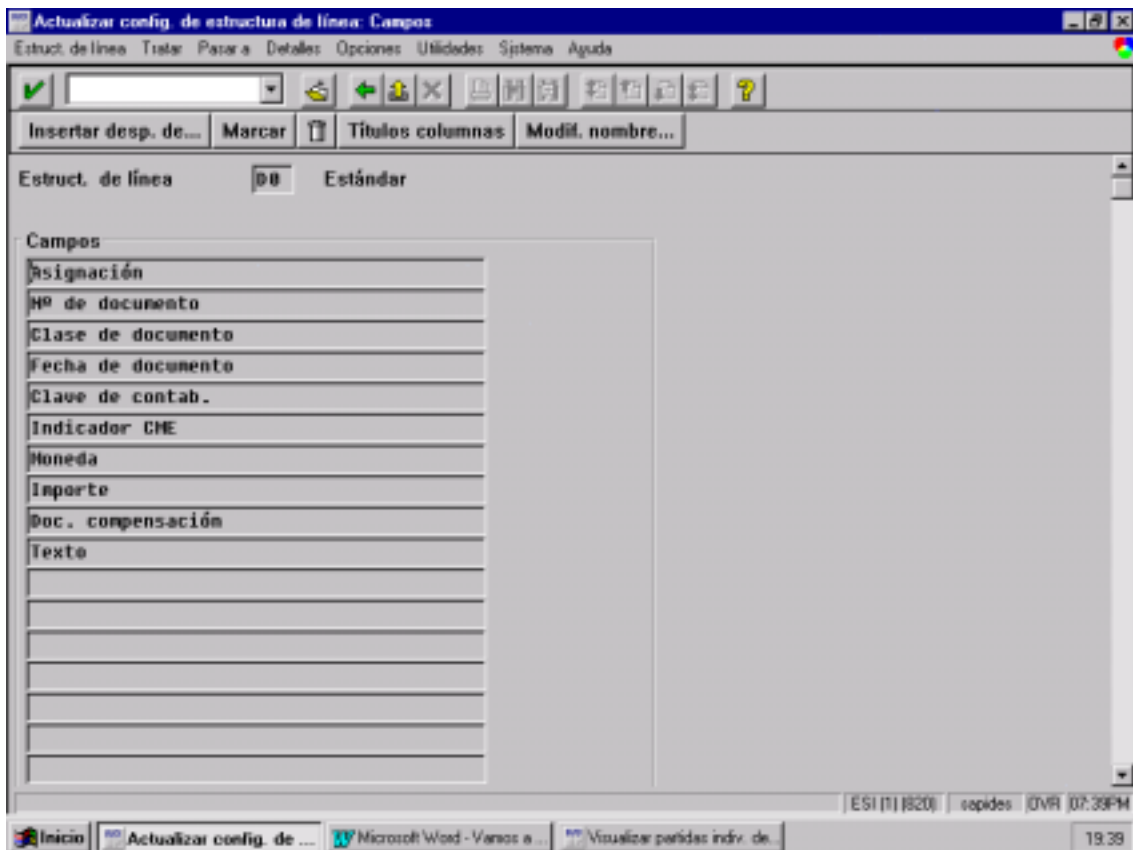 Actualizar config. de estructura de línea: Campos
Estruct. de línea Tratar Pasar a Detalles Opciones Utilidades Sistema Ayuda
Insertar desp. de... Marcar Títulos columnas Modif. nombre...
Estruct. de línea D0 Estándar
Campos
Asignación
Nº de documento
Clase de documento
Fecha de documento
Clave de contab.
Indicador CME
Moneda
Importe
Doc. compensación
Texto
ESI (1) (820) sapides OVR 07:39PM
Inicio Actualizar config. de ... Microsoft Word - Vamos a ... Visualizar partidas indiv. de... 19:39